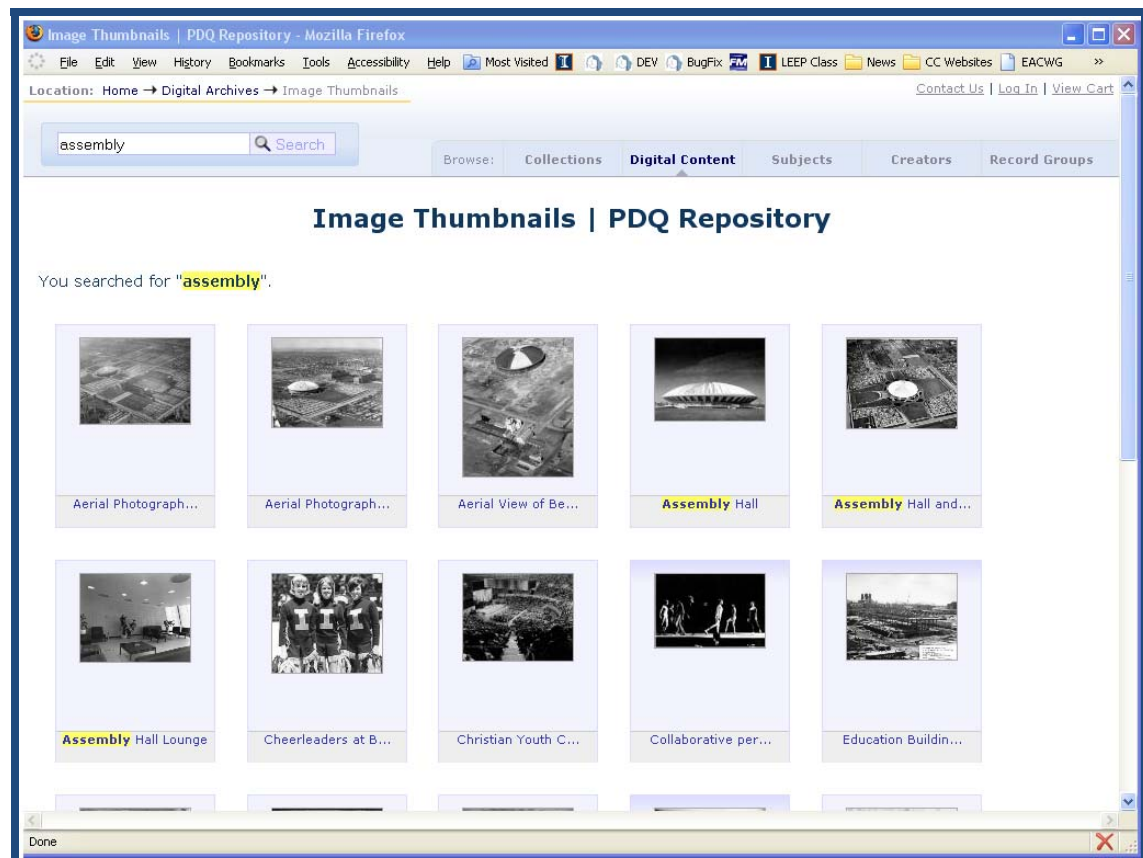 Image Thumbnails | PDQ Repository - Mozilla Firefox
File Edit View History Bookmarks Tools Accessibility Help Most Visited I DEV BugFix FM I LEEP Class News CC Websites EACWG »
Location: Home → Digital Archives → Image Thumbnails Contact Us | Log In | View Cart
assembly Search
Browse: Collections Digital Content Subjects Creators Record Groups
Image Thumbnails | PDQ Repository
You searched for "assembly".
Aerial Photograph... Aerial Photograph... Aerial View of Be... Assembly Hall Assembly Hall and...
I I I
Assembly Hall Lounge Cheerleaders at B... Christian Youth C... Collaborative per... Education Buildin...
Done